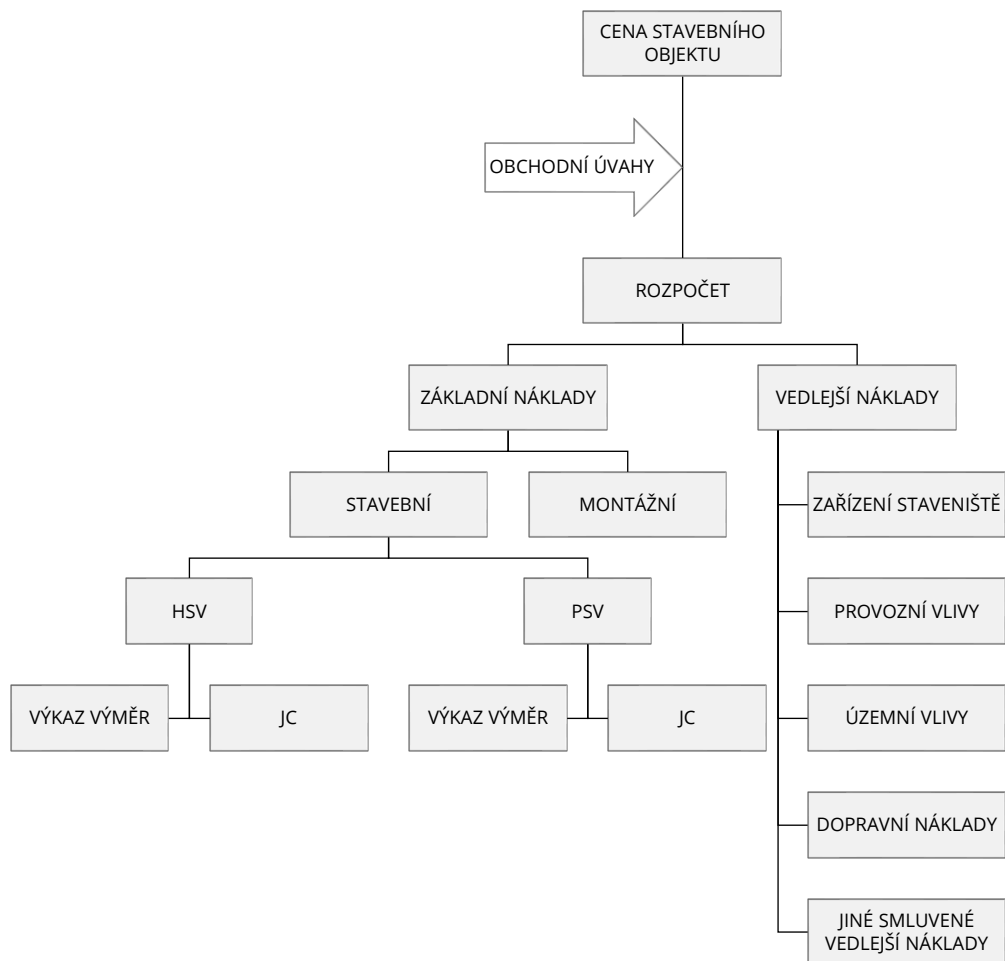 CENA STAVEBNÍHO
OBJEKTU
OBCHODNÍ ÚVAHY
ROZPOČET
ZÁKLADNÍ NÁKLADY
VEDLEJŠÍ NÁKLADY
STAVEBNÍ
MONTÁŽNÍ
ZAŘÍZENÍ STAVENIŠTĚ
HSV
PSV
PROVOZNÍ VLIVY
VÝKAZ VÝMĚR
JC
VÝKAZ VÝMĚR
JC
ÚZEMNÍ VLIVY
DOPRAVNÍ NÁKLADY
JINÉ SMLUVENÉ
VEDLEJŠÍ NÁKLADY